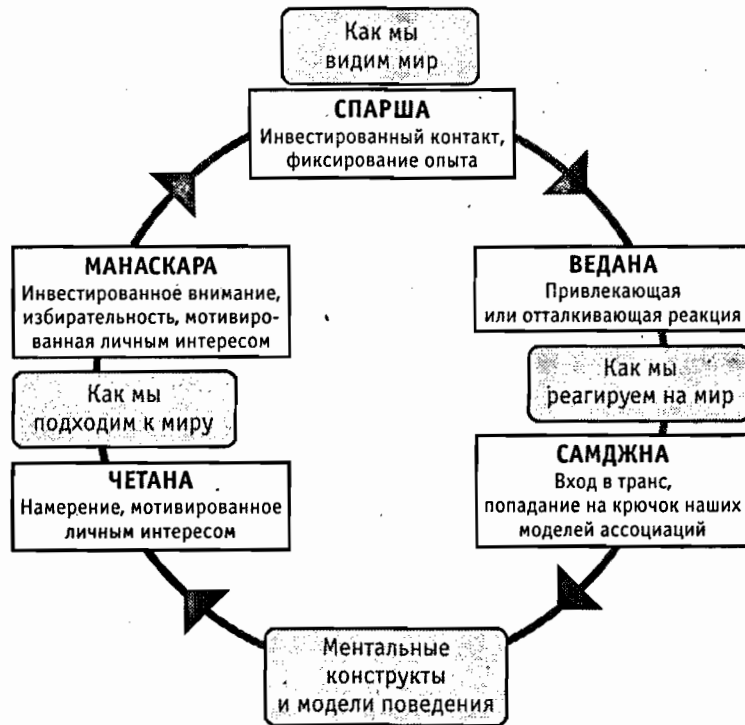 Как мы
видим мир
СПАРША
Инвестированный контакт,
фиксирование опыта
МАНАСКАРА
Инвестированное внимание,
избирательность, мотивиро-
ванная личным интересом
ВЕДАНА
Привлекающая
или отталкивающая реакция
Как мы
подходим к миру
Как мы
реагируем на мир
ЧЕТАНА
Намерение, мотивированное
личным интересом
САМДЖНА
Вход в транс,
попадание на крючок наших
моделей ассоциаций
Ментальные
конструкты
и модели поведения